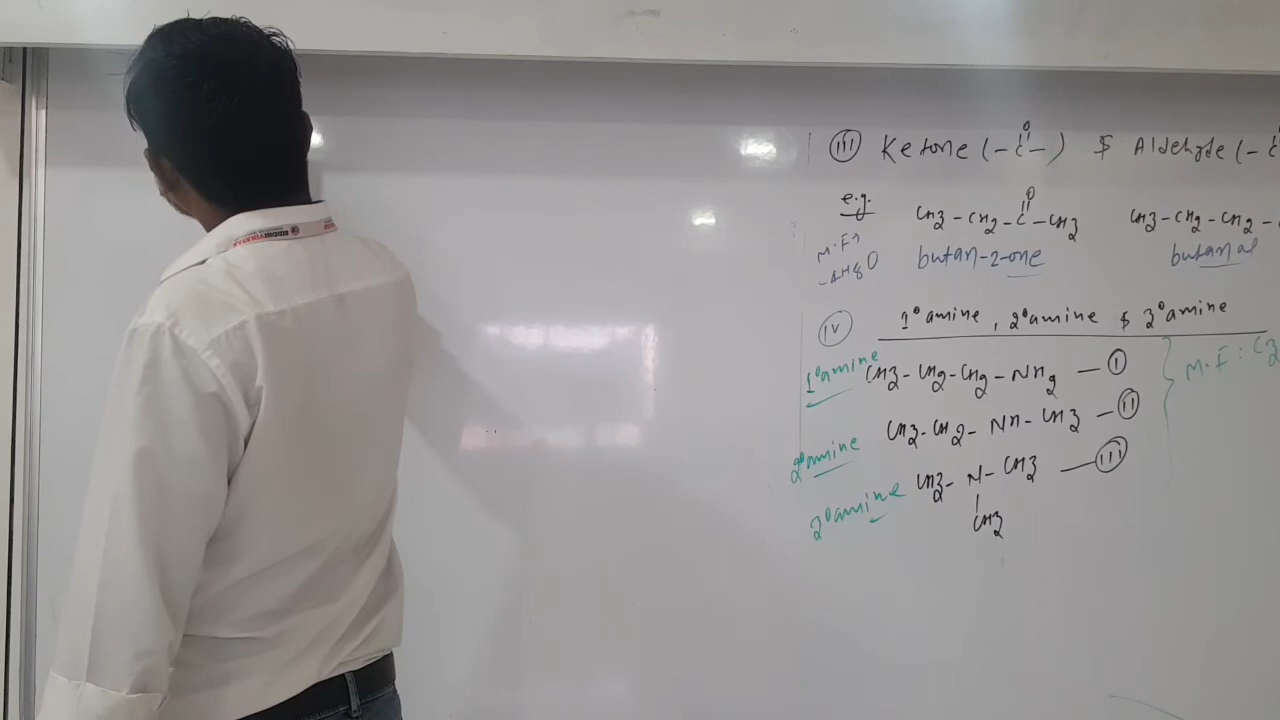 (III) Ketone (-C-) $ Aldehyde (-C
O
e.g.
O
CH3-CH2-C-CH3 CH3-CH2-CH2-
M.F?
-4H8O butan-2-one butanal
(IV) 1° amine, 2° amine $ 3° amine
1° amine CH3-CH2-CH2-NH2 — (I)
M.F: C3
2° amine CH3-CH2-NH-CH3 — (II)
3° amine CH3-N-CH3 — (III)
CH3